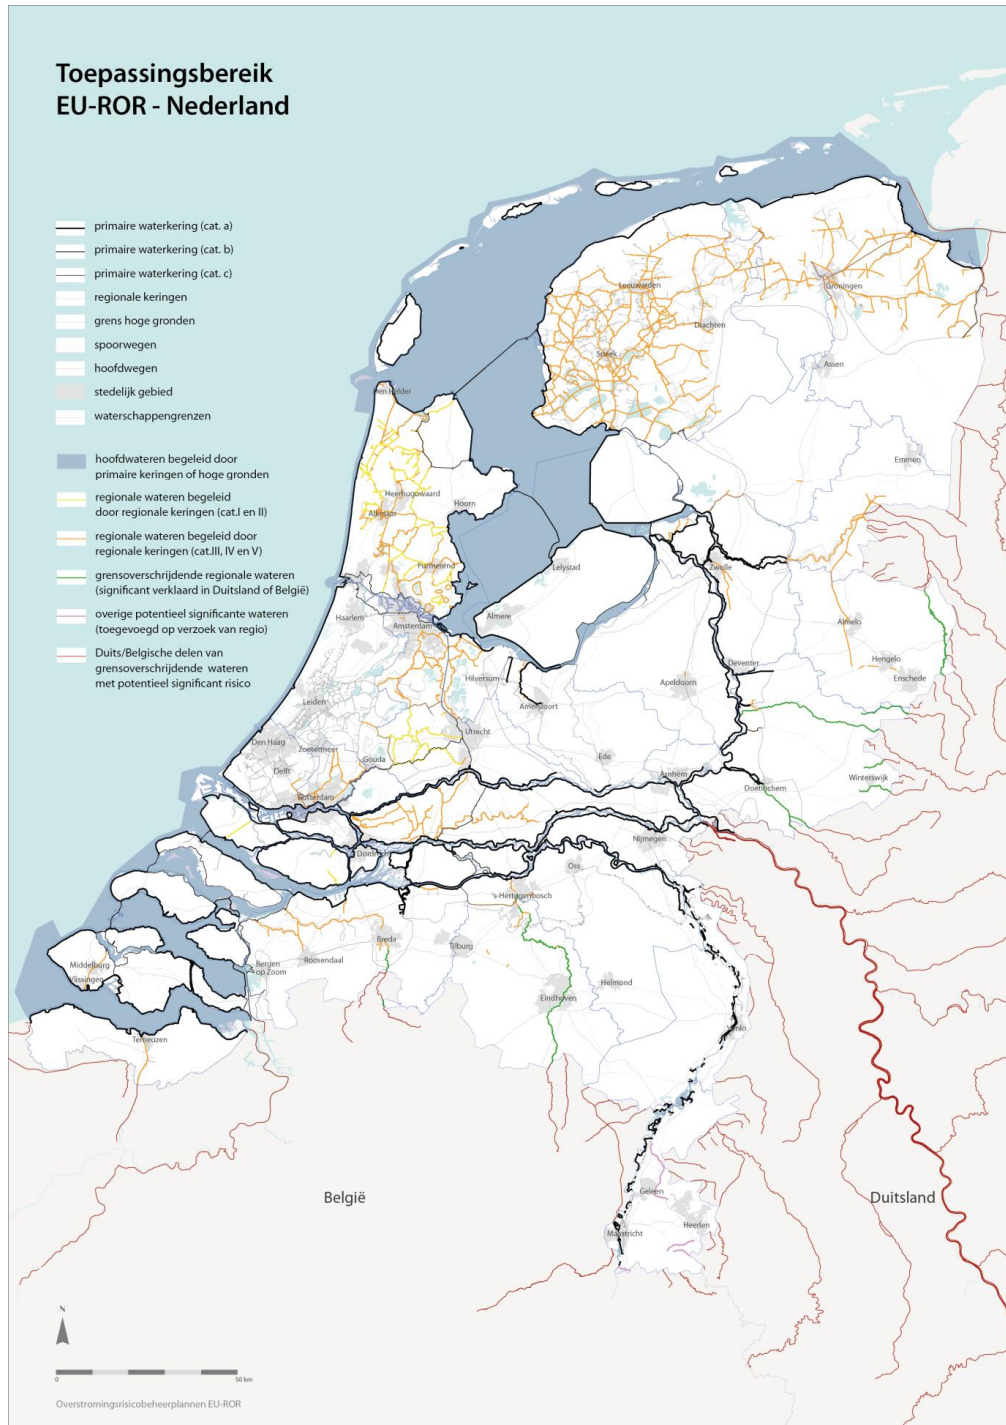 Toepassingsbereik
EU-ROR - Nederland
primaire waterkering (cat. a)
primaire waterkering (cat. b)
primaire waterkering (cat. c)
regionale keringen
grens hoge gronden
spoorwegen
hoofdwegen
stedelijk gebied
waterschappengrenzen
hoofdwateren begeleid door
primaire keringen of hoge gronden
regionale wateren begeleid
door regionale keringen (cat.I en II)
regionale wateren begeleid door
regionale keringen (cat.III, IV en V)
grensoverschrijdende regionale wateren
(significant verklaard in Duitsland of België)
overige potentieel significante wateren
(toegevoegd op verzoek van regio)
Duits/Belgische delen van
grensoverschrijdende wateren
met potentieel significant risico
Leeuwarden
Groningen
Drachten
Sneek
Assen
Den Helder
Emmen
Heerhugowaard
Hoorn
Alkmaar
Purmerend
Lelystad
Zwolle
Haarlem
Amsterdam
Almere
Almelo
Hengelo
Enschede
Deventer
Hilversum
Apeldoorn
Amersfoort
Leiden
Utrecht
Den Haag
Zoetermeer
Gouda
Delft
Ede
Arnhem
Winterswijk
Doetinchem
Rotterdam
Nijmegen
Dordrecht
Oss
's-Hertogenbosch
Breda
Tilburg
Roosendaal
Bergen
op Zoom
Middelburg
Vlissingen
Helmond
Eindhoven
Venlo
Terneuzen
België
Duitsland
Geleen
Heerlen
Maastricht
N
0
50 km
Overstromingsrisicobeheerplannen EU-ROR